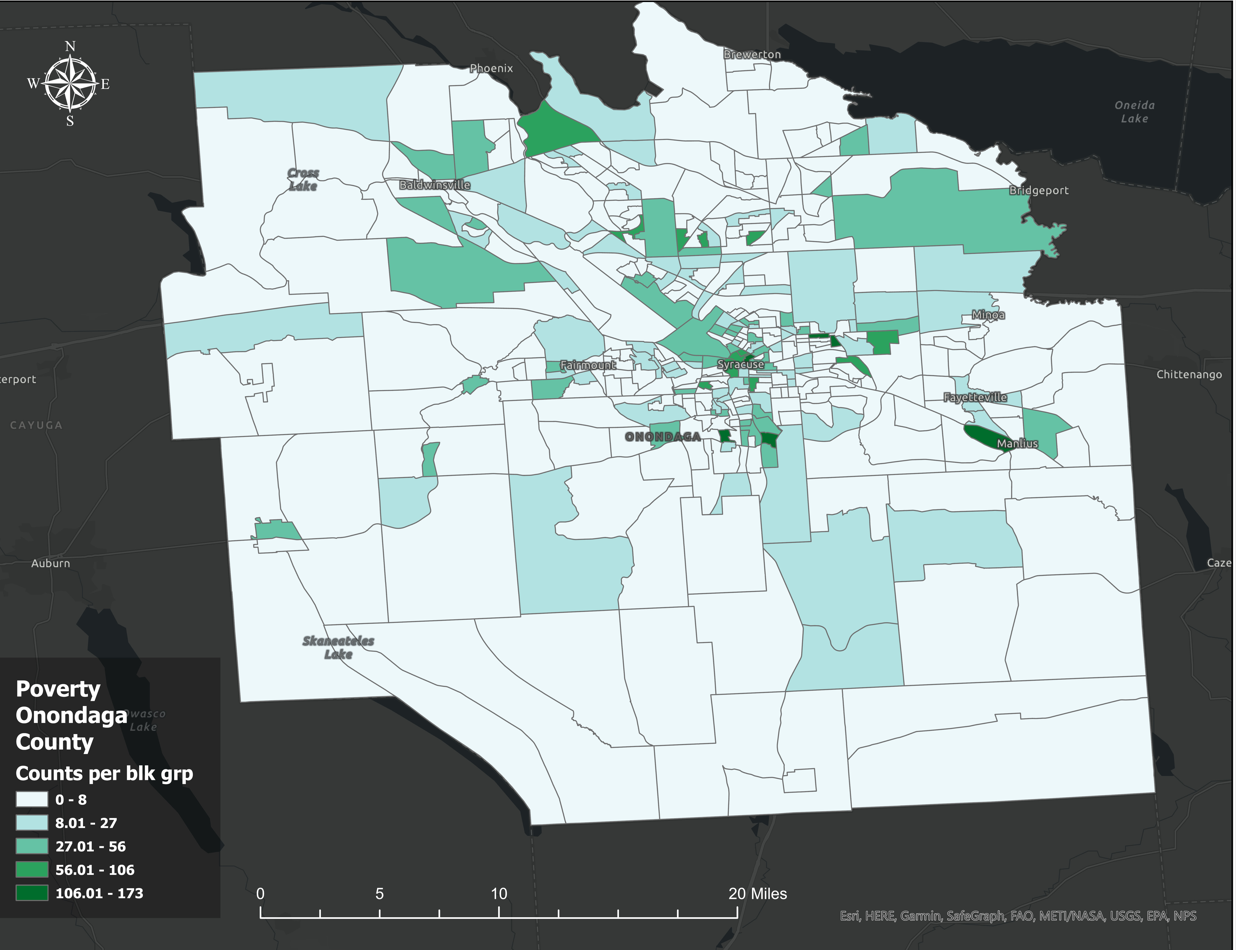 N
W E
S
Phoenix
Brewerton
Oneida
Lake
Cross
Lake
Baldwinsville
Bridgeport
Minoa
erport
Fairmount
Syracuse
Chittenango
Fayetteville
CAYUGA
ONONDAGA
Manlius
Auburn
Caze
Skaneateles
Lake
Poverty
Onondaga
County
Owasco
Lake
Counts per blk grp
0 - 8
8.01 - 27
27.01 - 56
56.01 - 106
106.01 - 173
0 5 10 20 Miles
Esri, HERE, Garmin, SafeGraph, FAO, METI/NASA, USGS, EPA, NPS